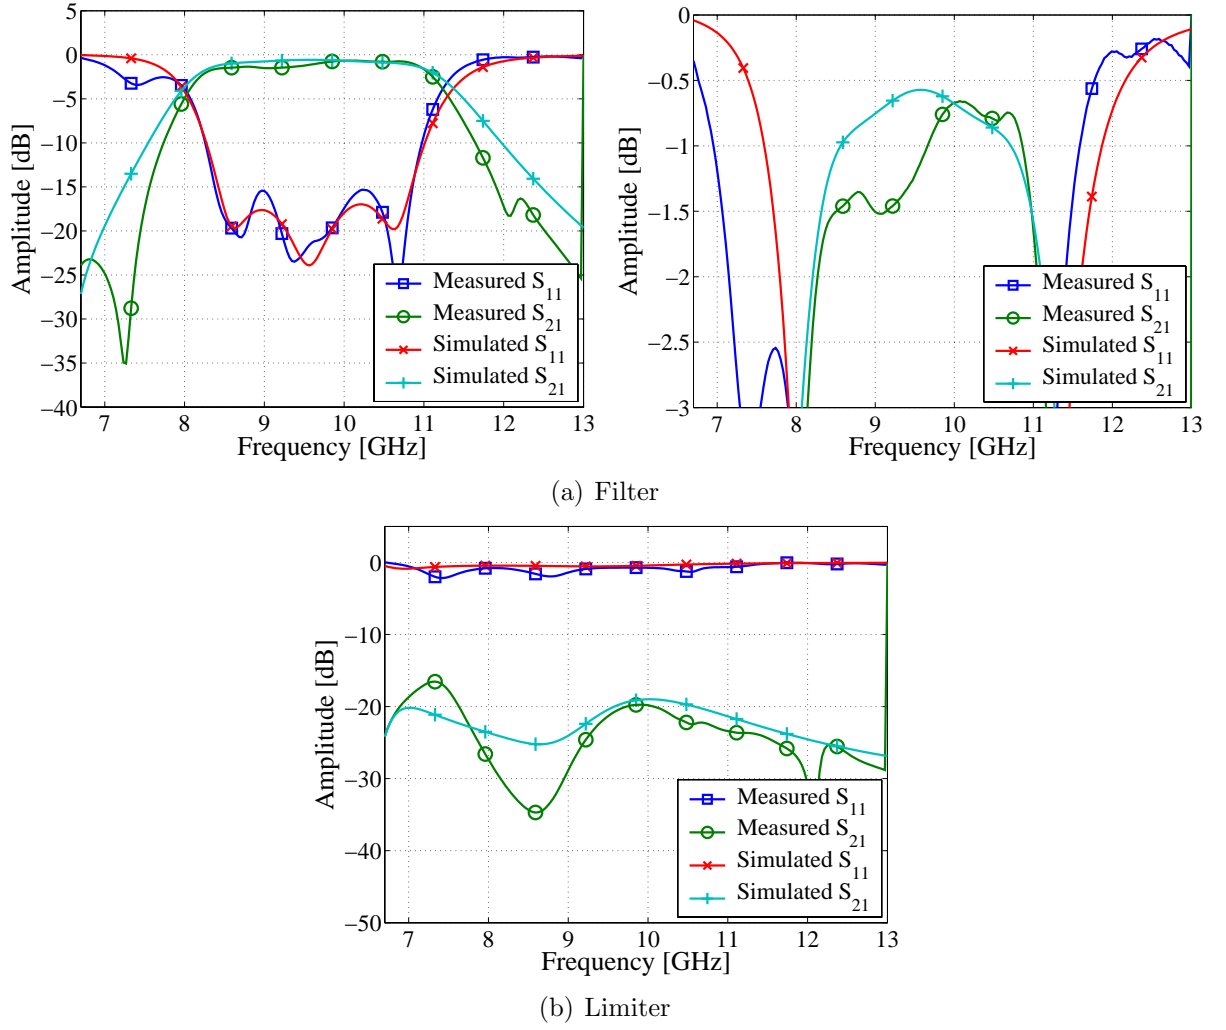 5
0
−5
−10
−15
−20
−25
−30
−35
−40
7 8 9 10 11 12 13
Amplitude [dB]
Frequency [GHz]
Measured S11
Measured S21
Simulated S11
Simulated S21
0
−0.5
−1
−1.5
−2
−2.5
−3
7 8 9 10 11 12 13
Amplitude [dB]
Frequency [GHz]
Measured S11
Measured S21
Simulated S11
Simulated S21
(a) Filter
0
−10
−20
−30
−40
−50
7 8 9 10 11 12 13
Amplitude [dB]
Frequency [GHz]
Measured S11
Measured S21
Simulated S11
Simulated S21
(b) Limiter